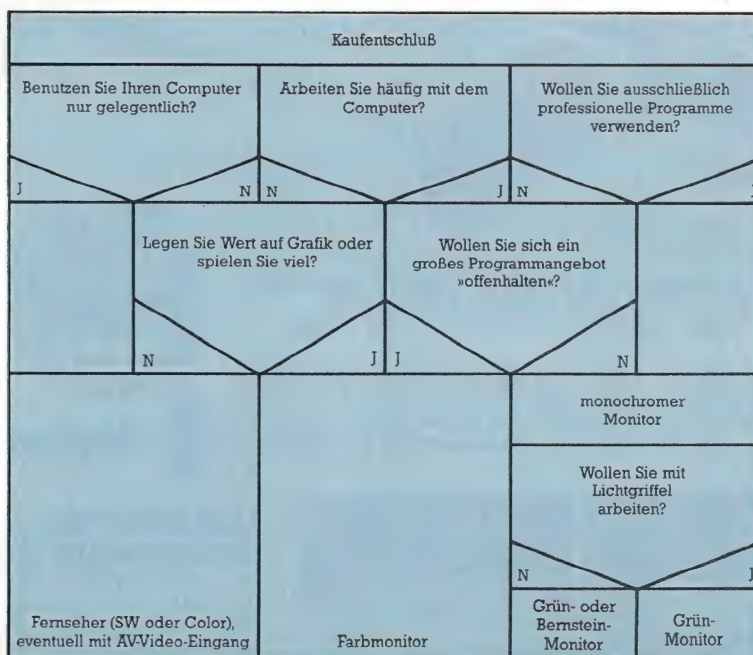 Kaufentschluß
Benutzen Sie Ihren Computer
nur gelegentlich?
Arbeiten Sie häufig mit dem
Computer?
Wollen Sie ausschließlich
professionelle Programme
verwenden?
J
N
N
J
N
J
Legen Sie Wert auf Grafik oder
spielen Sie viel?
Wollen Sie sich ein
großes Programmangebot
»offenhalten«?
N
J
J
N
monochromer
Monitor
Wollen Sie mit
Lichtgriffel
arbeiten?
N
J
Fernseher (SW oder Color),
eventuell mit AV-Video-Eingang
Farbmonitor
Grün- oder
Bernstein-
Monitor
Grün-
Monitor